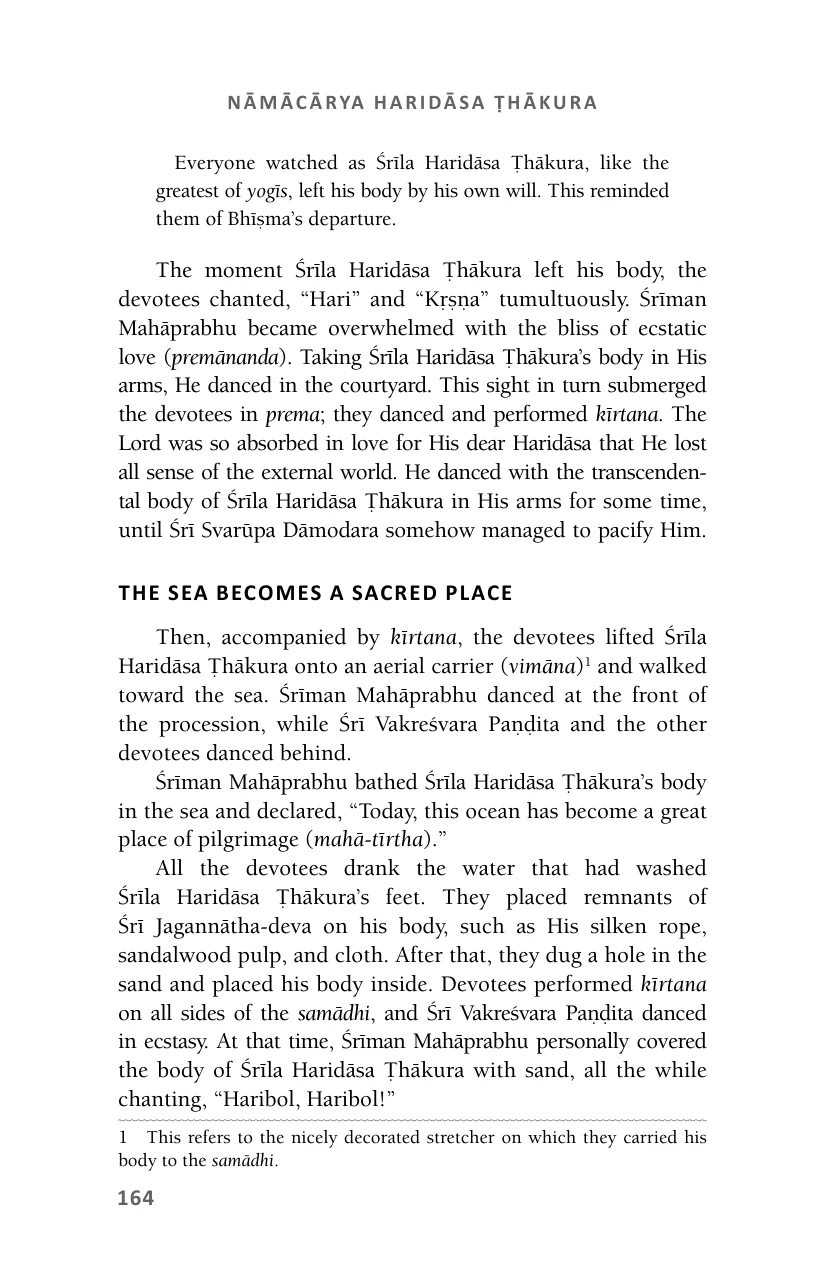 NĀMĀCĀRYA HARIDĀSA ṬHĀKURA
Everyone watched as Śrīla Haridāsa Ṭhākura, like the
greatest of yogīs, left his body by his own will. This reminded
them of Bhīṣma’s departure.
The moment Śrīla Haridāsa Ṭhākura left his body, the
devotees chanted, “Hari” and “Kṛṣṇa” tumultuously. Śrīman
Mahāprabhu became overwhelmed with the bliss of ecstatic
love (premānanda). Taking Śrīla Haridāsa Ṭhākura’s body in His
arms, He danced in the courtyard. This sight in turn submerged
the devotees in prema; they danced and performed kīrtana. The
Lord was so absorbed in love for His dear Haridāsa that He lost
all sense of the external world. He danced with the transcenden-
tal body of Śrīla Haridāsa Ṭhākura in His arms for some time,
until Śrī Svarūpa Dāmodara somehow managed to pacify Him.
THE SEA BECOMES A SACRED PLACE
Then, accompanied by kīrtana, the devotees lifted Śrīla
Haridāsa Ṭhākura onto an aerial carrier (vimāna)¹ and walked
toward the sea. Śrīman Mahāprabhu danced at the front of
the procession, while Śrī Vakreśvara Paṇḍita and the other
devotees danced behind.
Śrīman Mahāprabhu bathed Śrīla Haridāsa Ṭhākura’s body
in the sea and declared, “Today, this ocean has become a great
place of pilgrimage (mahā-tīrtha).”
All the devotees drank the water that had washed
Śrīla Haridāsa Ṭhākura’s feet. They placed remnants of
Śrī Jagannātha-deva on his body, such as His silken rope,
sandalwood pulp, and cloth. After that, they dug a hole in the
sand and placed his body inside. Devotees performed kīrtana
on all sides of the samādhi, and Śrī Vakreśvara Paṇḍita danced
in ecstasy. At that time, Śrīman Mahāprabhu personally covered
the body of Śrīla Haridāsa Ṭhākura with sand, all the while
chanting, “Haribol, Haribol!”
1 This refers to the nicely decorated stretcher on which they carried his
body to the samādhi.
164